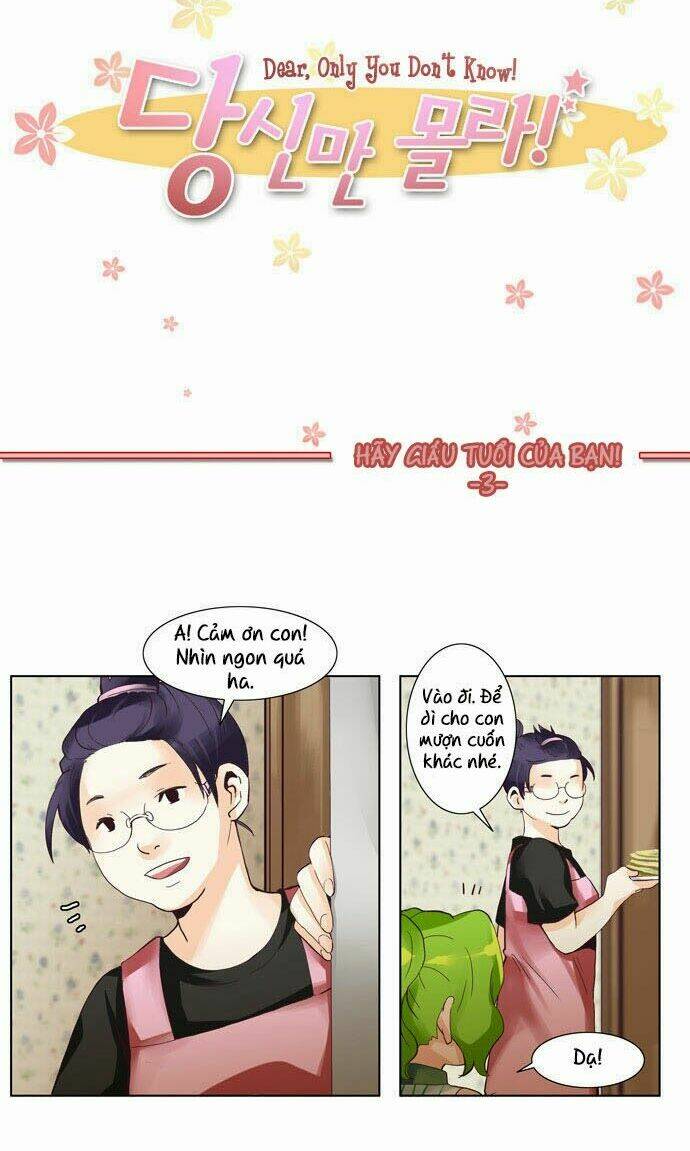 Dear, Only You Don't Know!
당신만 몰라!
HÃY GIẤU TUỔI CỦA BẠN!
-3-
A! Cảm ơn con!
Nhìn ngon quá
ha.
Vào đi. Để
dì cho con
mượn cuốn
khác nhé.
Dạ!